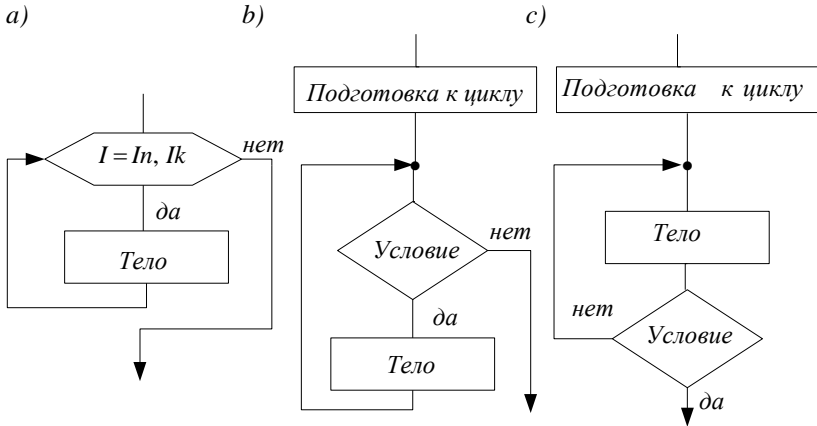 a)
I = In, Ik
нет
да
Тело
b)
Подготовка к циклу
Условие
нет
да
Тело
c)
Подготовка к циклу
Тело
нет
Условие
да